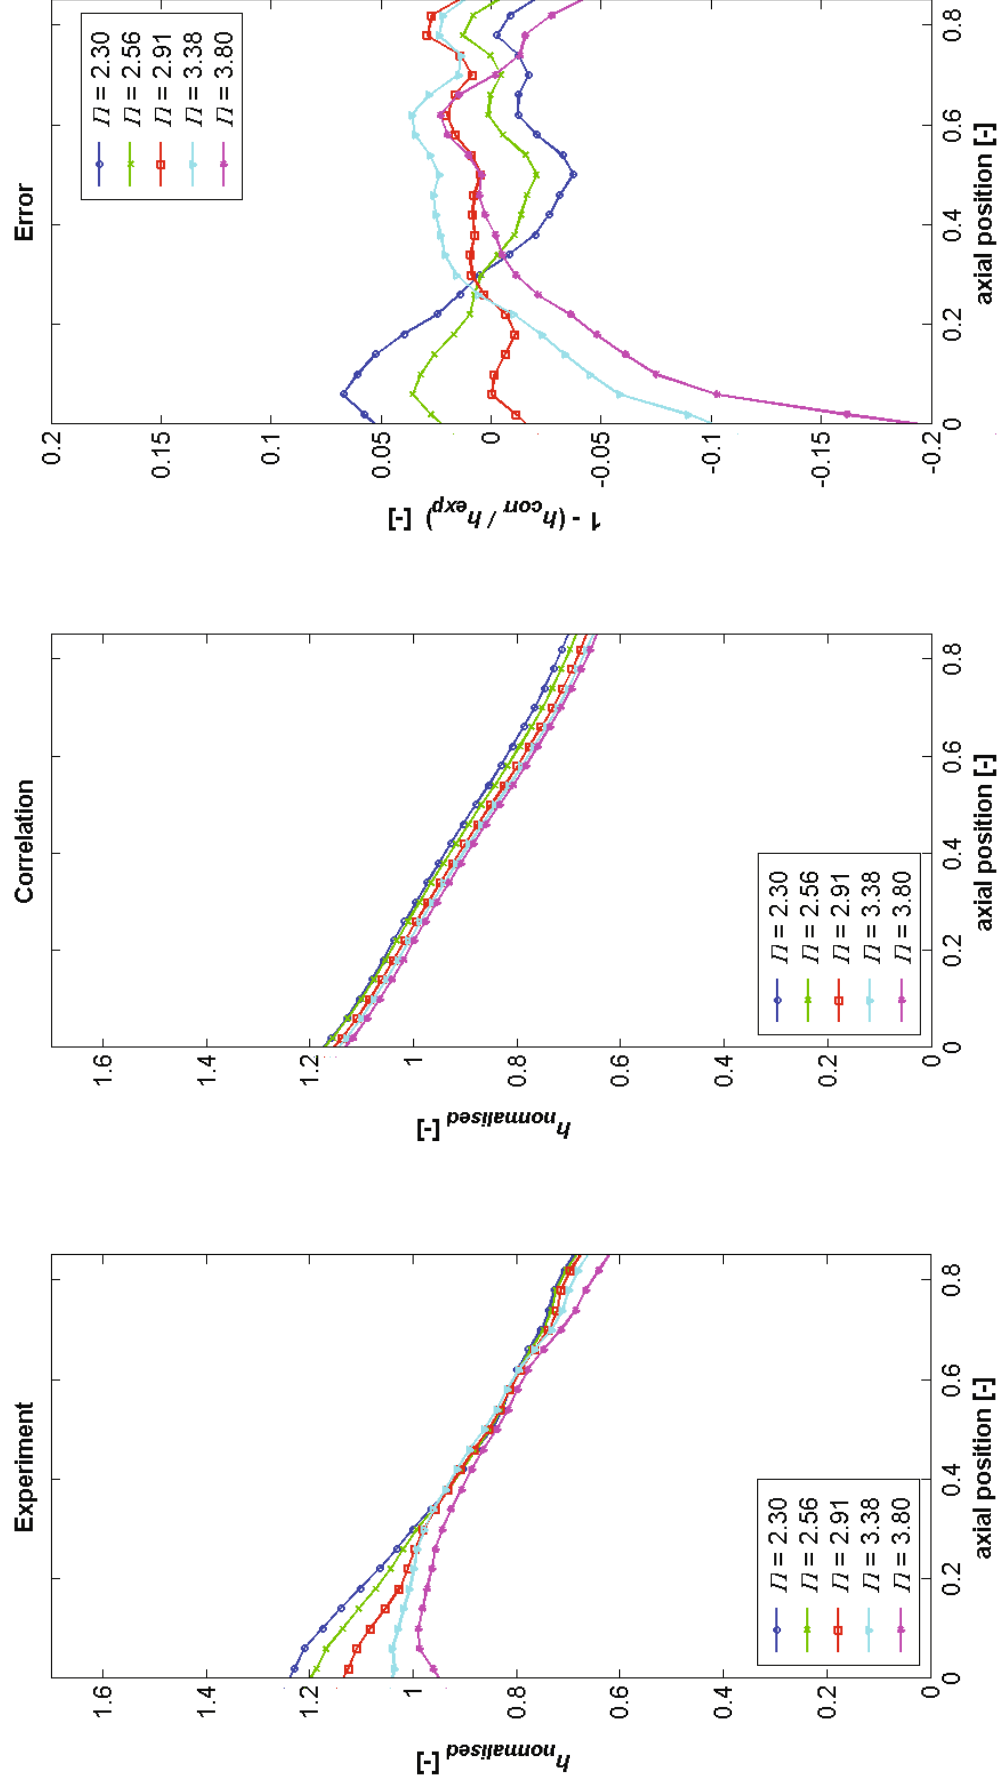 Experiment
h normalised [-]
1.6
1.4
1.2
1
0.8
0.6
0.4
0.2
0
0 0.2 0.4 0.6 0.8
axial position [-]
Π = 2.30
Π = 2.56
Π = 2.91
Π = 3.38
Π = 3.80
Correlation
h normalised [-]
1.6
1.4
1.2
1
0.8
0.6
0.4
0.2
0
0 0.2 0.4 0.6 0.8
axial position [-]
Π = 2.30
Π = 2.56
Π = 2.91
Π = 3.38
Π = 3.80
Error
1 - (h corr / h exp) [-]
0.2
0.15
0.1
0.05
0
-0.05
-0.1
-0.15
-0.2
0 0.2 0.4 0.6 0.8
axial position [-]
Π = 2.30
Π = 2.56
Π = 2.91
Π = 3.38
Π = 3.80